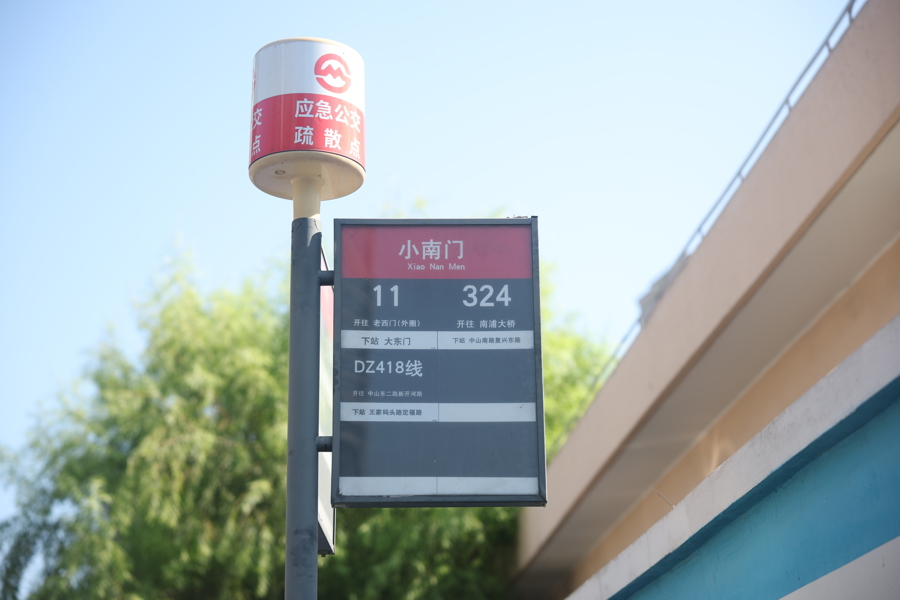 应急公交
疏散点
交
点
小南门
Xiao Nan Men
11
324
开往 老西门(外圈)
开往 南浦大桥
下站 大东门
下站 中山南路复兴东路
DZ418线
开往 中山东二路新开河路
下站 王家码头路定福路